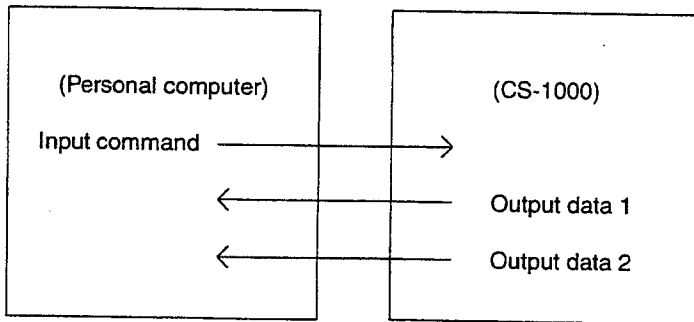 (Personal computer)
(CS-1000)
Input command
Output data 1
Output data 2